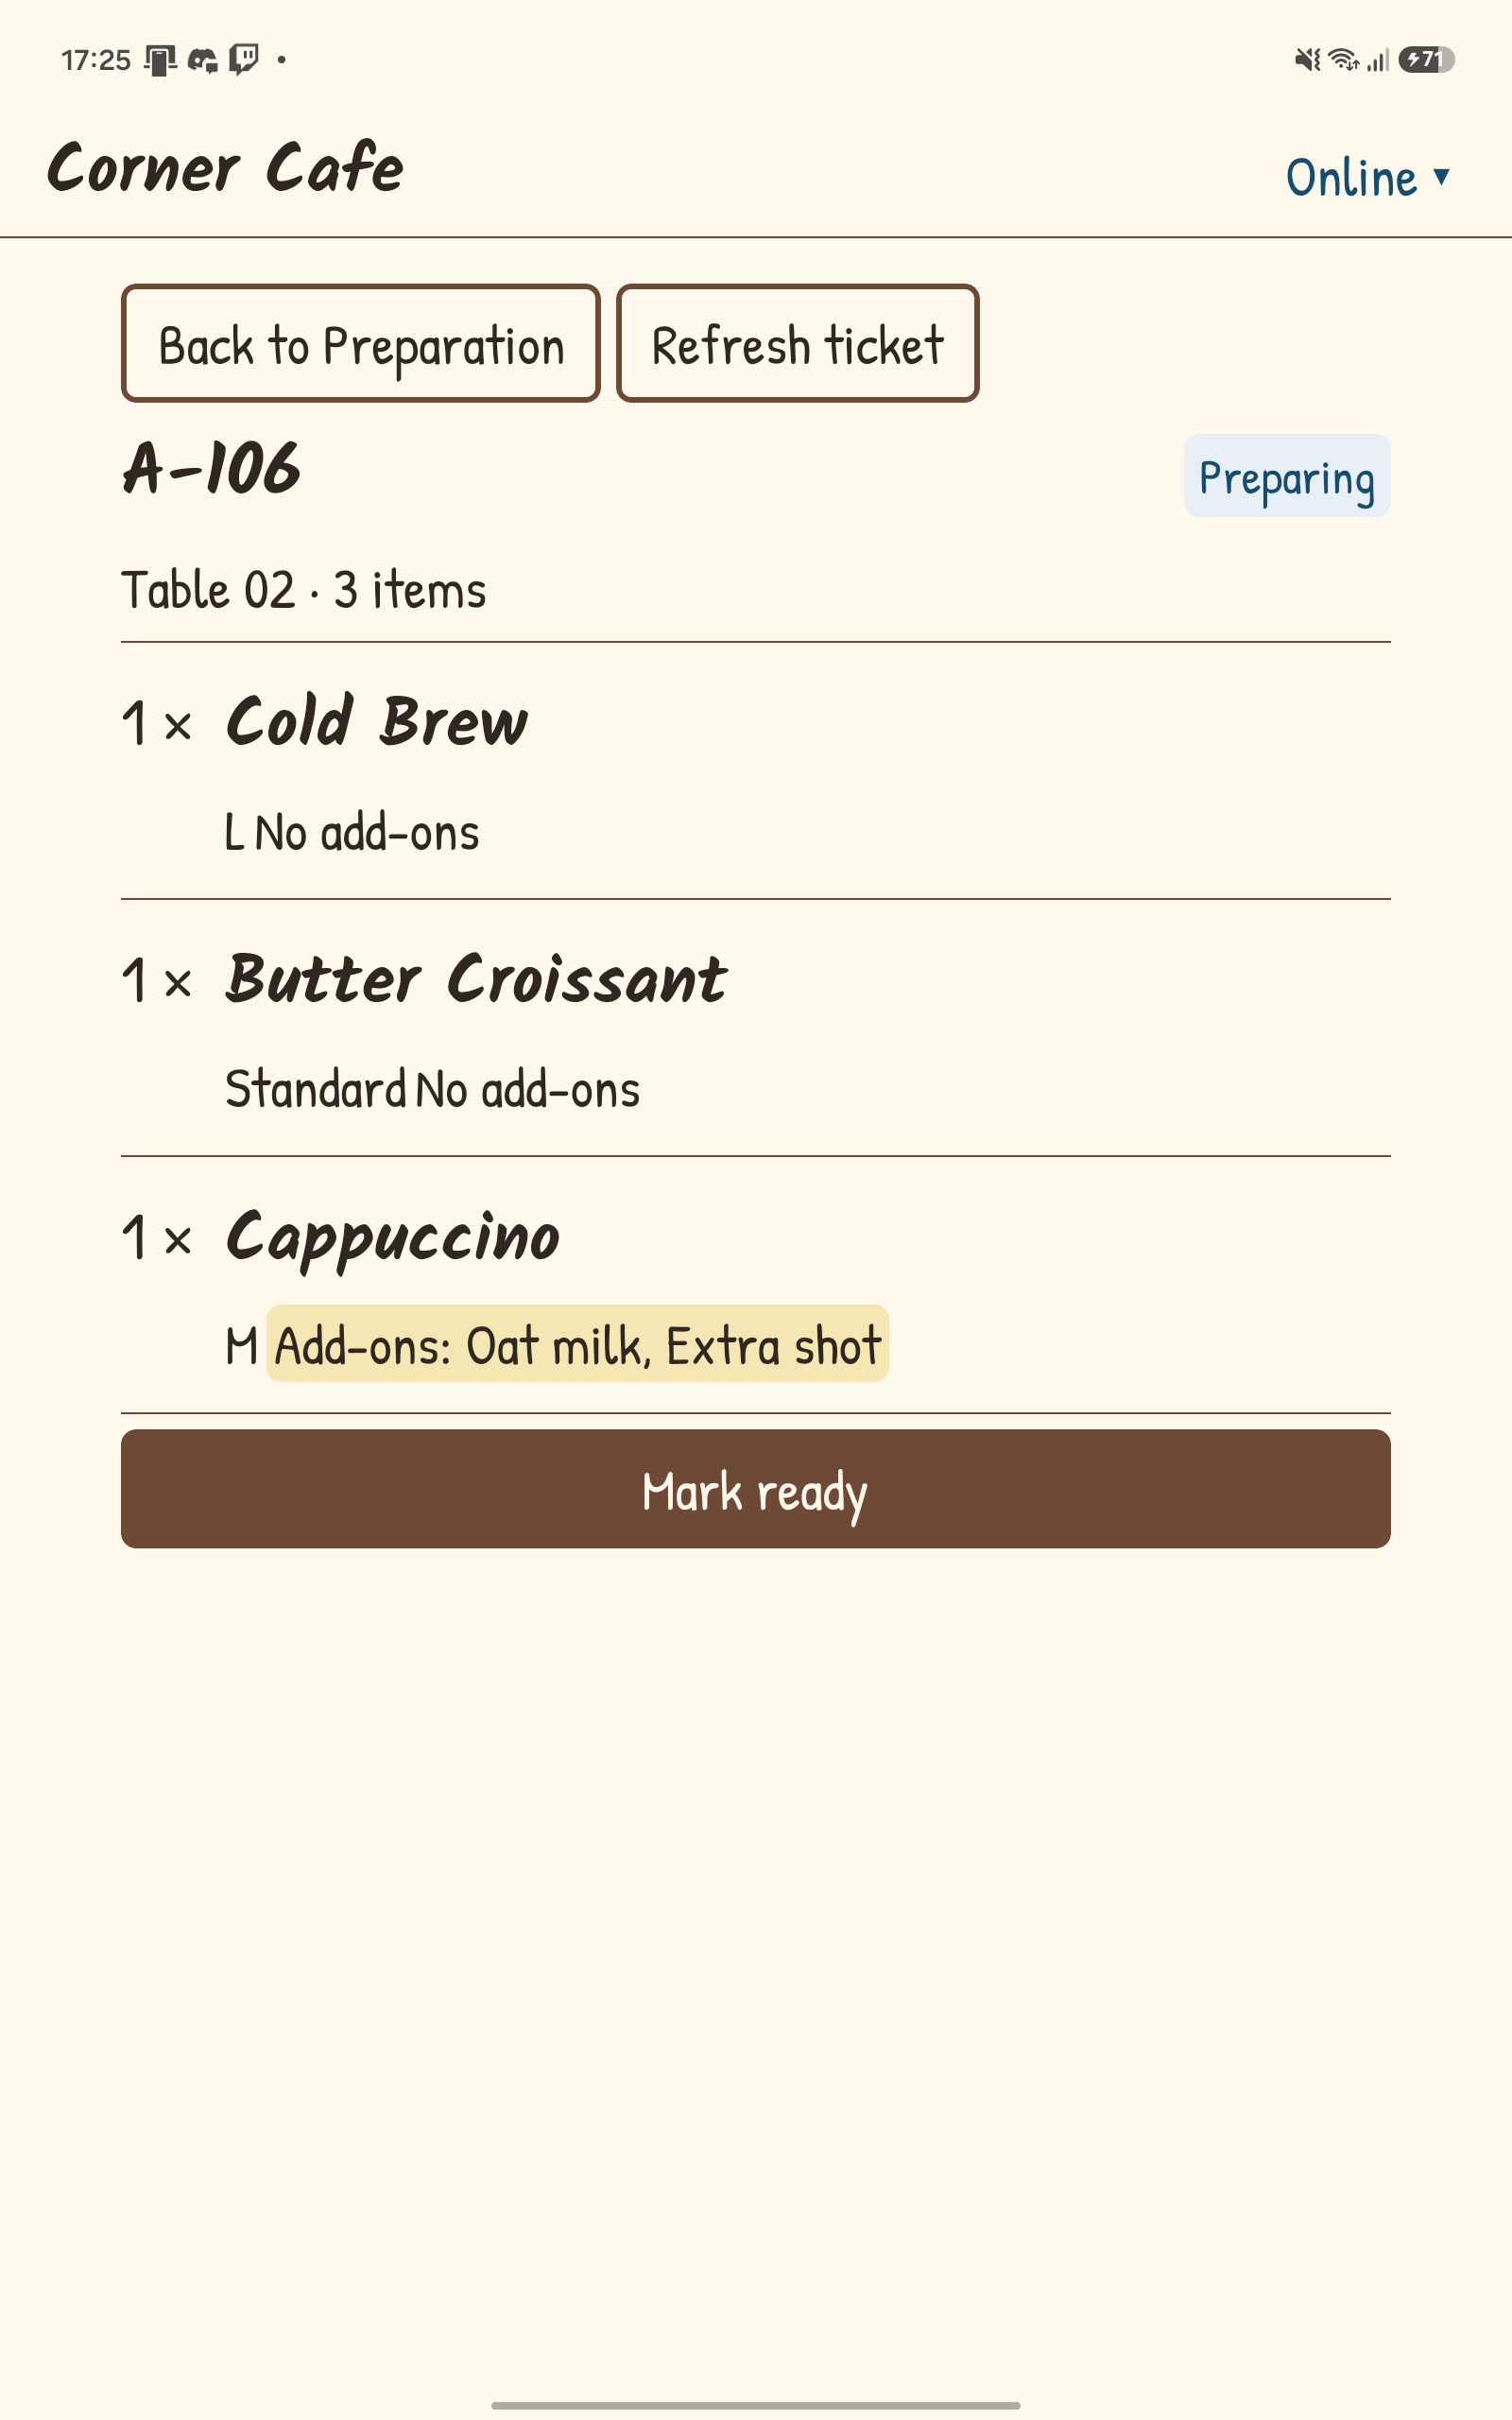 17:25
71
Corner Cafe
Online ▼
Back to Preparation
Refresh ticket
A-106
Preparing
Table 02 · 3 items
1 × Cold Brew
L No add-ons
1 × Butter Croissant
Standard No add-ons
1 × Cappuccino
M Add-ons: Oat milk, Extra shot
Mark ready